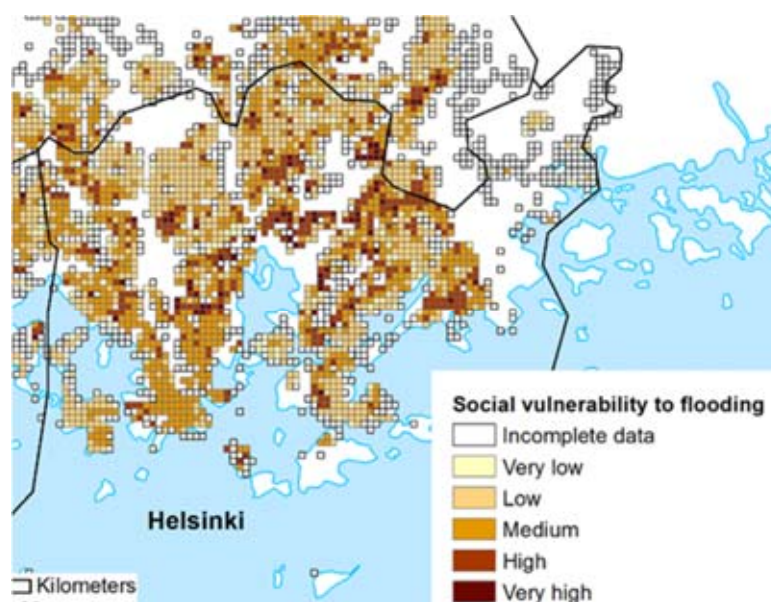 Social vulnerability to flooding
Incomplete data
Very low
Low
Medium
High
Very high
Helsinki
Kilometers